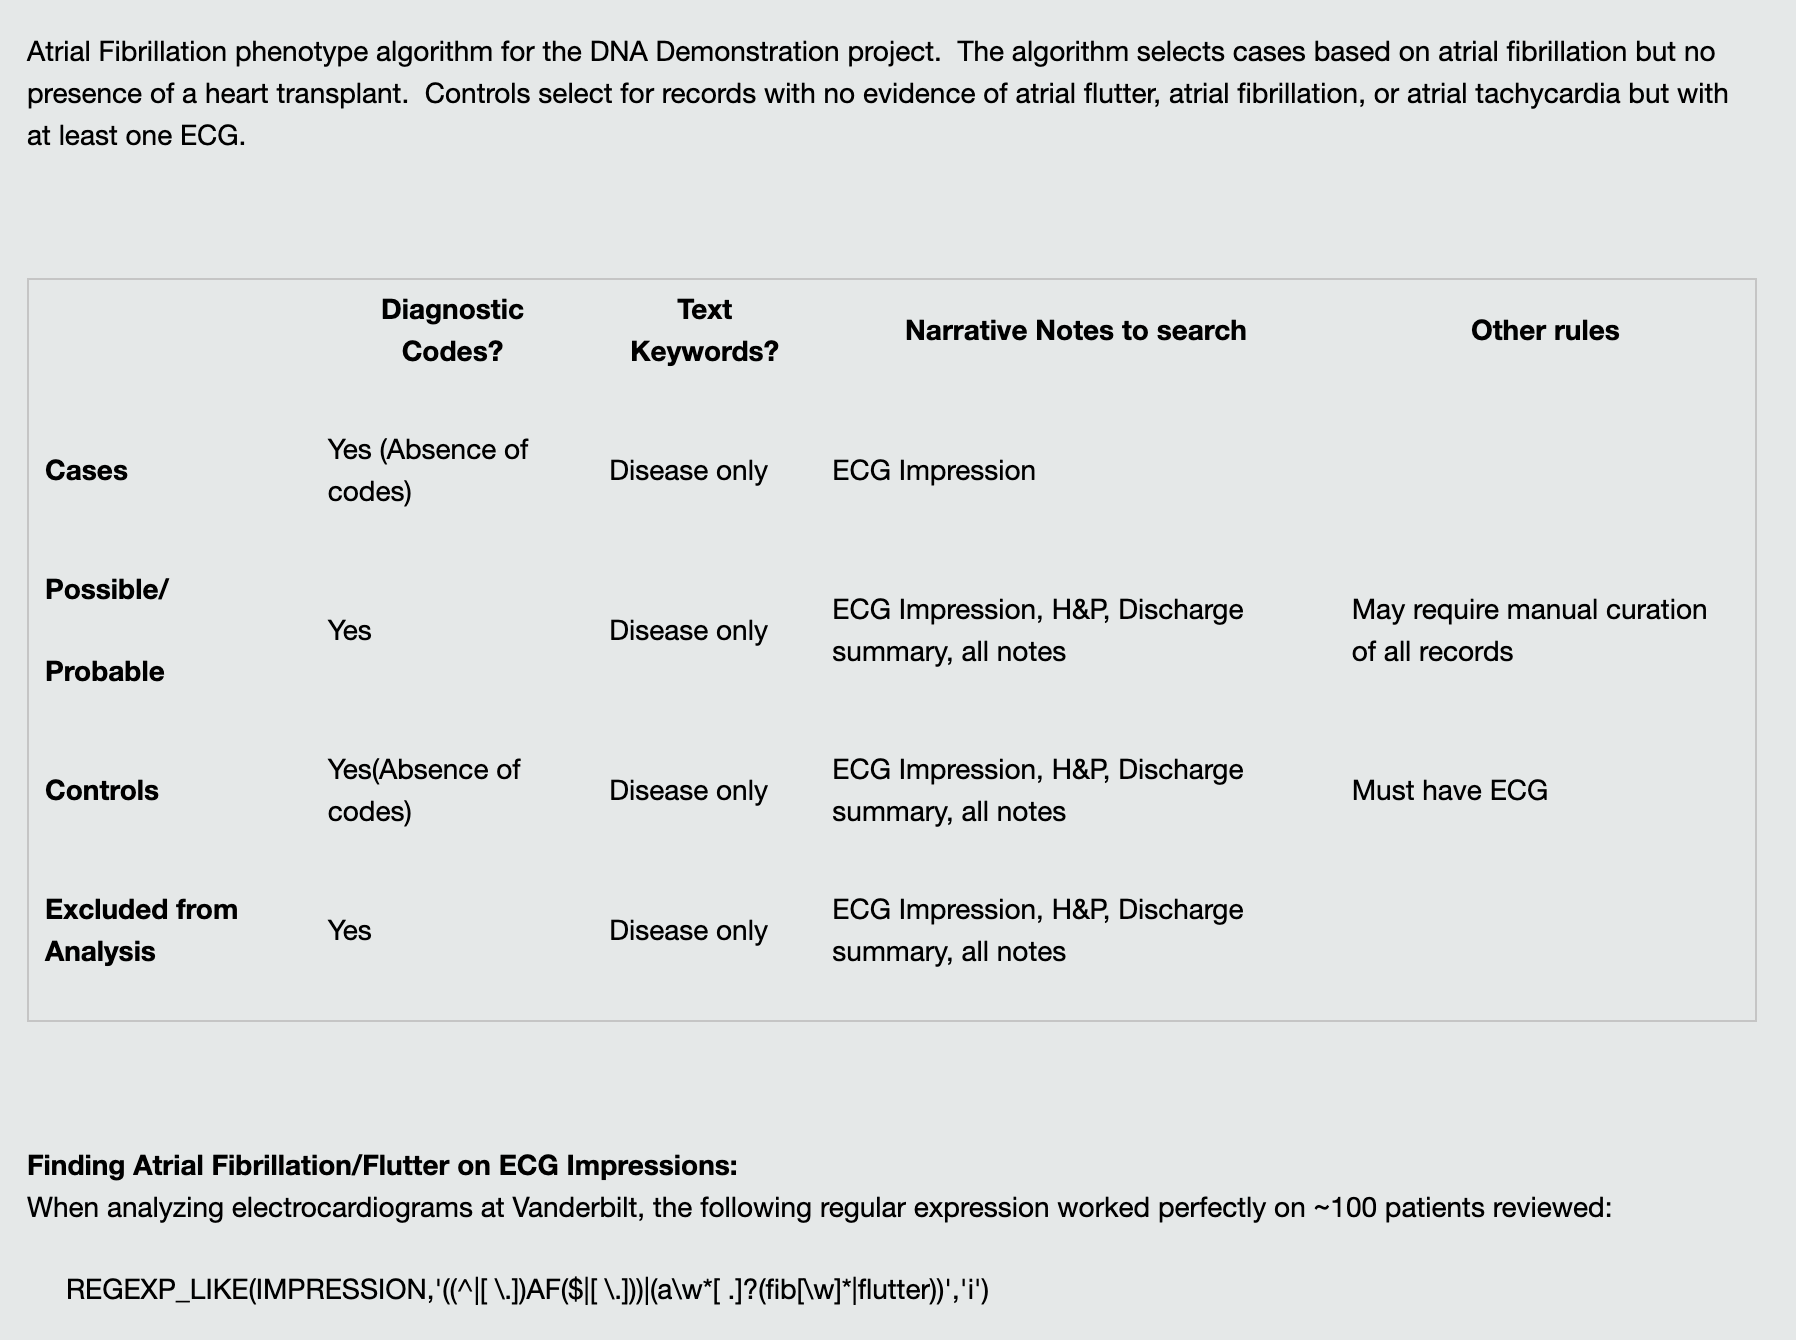 Atrial Fibrillation phenotype algorithm for the DNA Demonstration project.  The algorithm selects cases based on atrial fibrillation but no
presence of a heart transplant.  Controls select for records with no evidence of atrial flutter, atrial fibrillation, or atrial tachycardia but with
at least one ECG.
Diagnostic Codes? Text Keywords? Narrative Notes to search Other rules
Cases
Yes (Absence of
codes)
Disease only
ECG Impression
Possible/
Probable
Yes
Disease only
ECG Impression, H&P, Discharge
summary, all notes
May require manual curation
of all records
Controls
Yes(Absence of
codes)
Disease only
ECG Impression, H&P, Discharge
summary, all notes
Must have ECG
Excluded from
Analysis
Yes
Disease only
ECG Impression, H&P, Discharge
summary, all notes
Finding Atrial Fibrillation/Flutter on ECG Impressions:
When analyzing electrocardiograms at Vanderbilt, the following regular expression worked perfectly on ~100 patients reviewed:
REGEXP_LIKE(IMPRESSION,'((^|[ \.])AF($|[ \.]))|(a\w*[ .]?(fib[\w]*|flutter))','i')